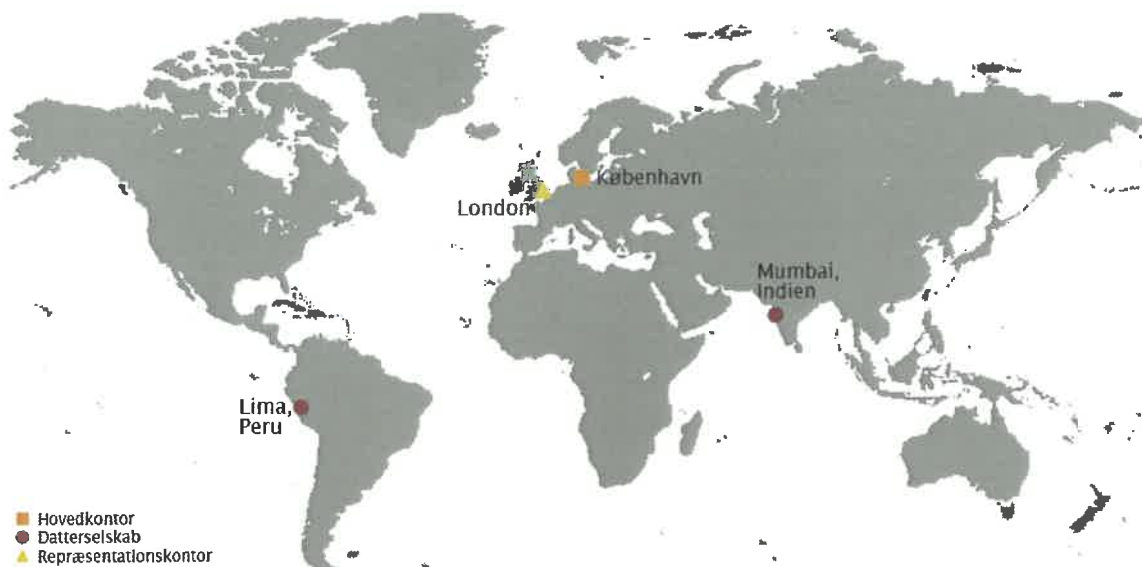 København
London
Mumbai,
Indien
Lima,
Peru
Hovedkontor
Datterselskab
Repræsentationskontor